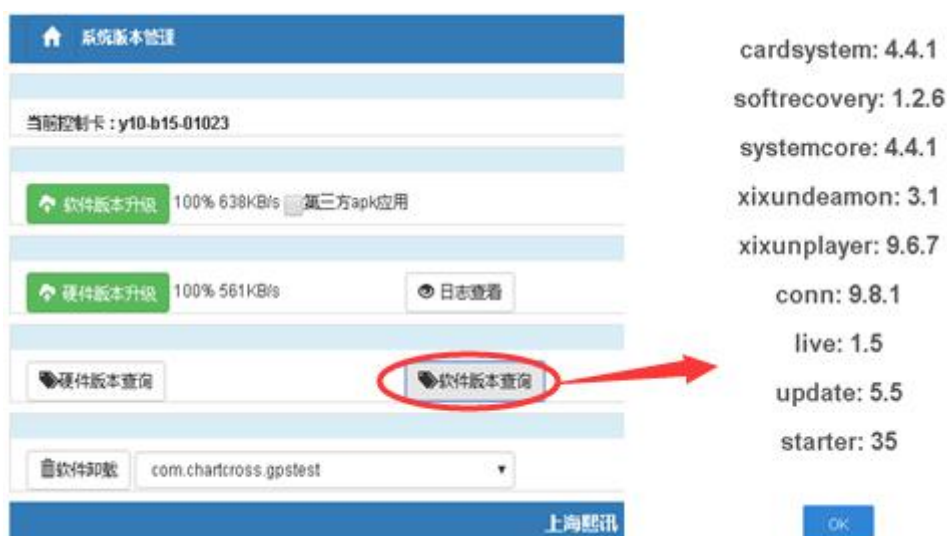 系统版本管理
当前控制卡：y10-b15-01023
软件版本升级 100% 638KB/s 第三方apk应用
硬件版本升级 100% 561KB/s 日志查看
硬件版本查询 软件版本查询
软件卸载 com.chartcross.gpstest
上海熙讯
cardsystem: 4.4.1
softrecovery: 1.2.6
systemcore: 4.4.1
xixundeamon: 3.1
xixunplayer: 9.6.7
conn: 9.8.1
live: 1.5
update: 5.5
starter: 35
OK